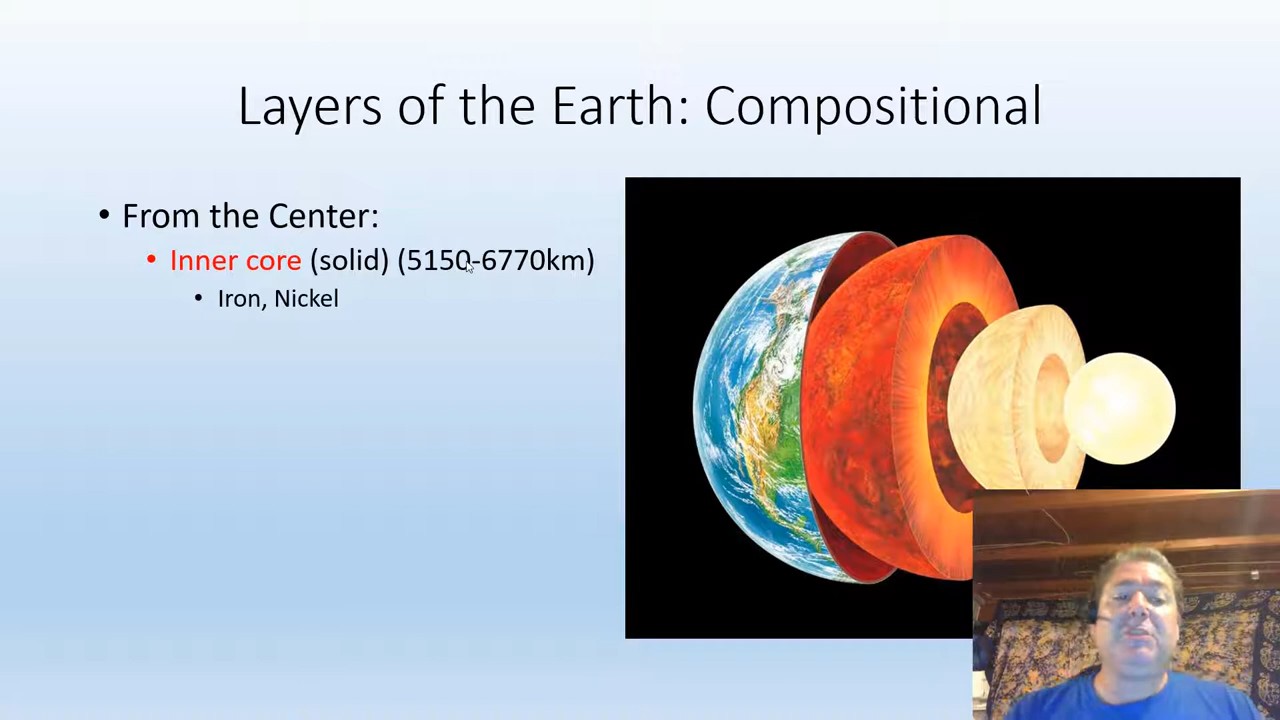 Layers of the Earth: Compositional
• From the Center:
• Inner core (solid) (5150-6770km)
• Iron, Nickel